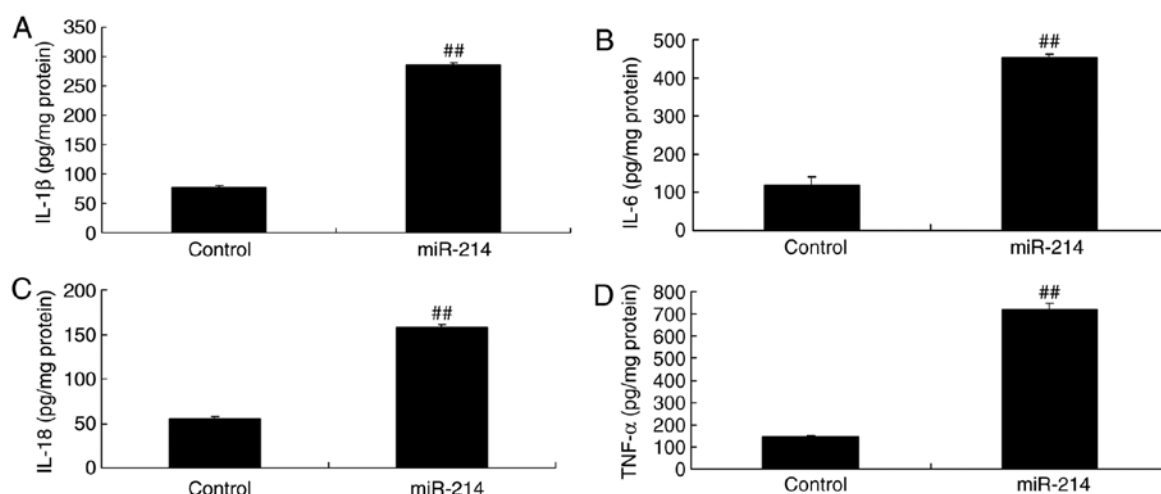 A
IL-1β (pg/mg protein)
350
300
250
200
150
100
50
0
##
Control
miR-214
B
IL-6 (pg/mg protein)
500
400
300
200
100
0
##
Control
miR-214
C
IL-18 (pg/mg protein)
200
150
100
50
0
##
Control
miR-214
D
TNF-α (pg/mg protein)
800
700
600
500
400
300
200
100
0
##
Control
miR-214